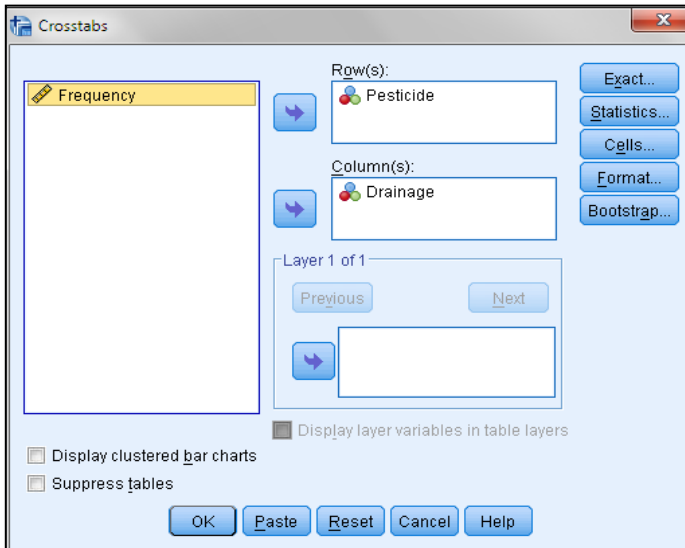 Crosstabs
Frequency
Row(s):
Pesticide
Column(s):
Drainage
Layer 1 of 1
Previous
Next
Display layer variables in table layers
Exact...
Statistics...
Cells...
Format...
Bootstrap...
Display clustered bar charts
Suppress tables
OK Paste Reset Cancel Help